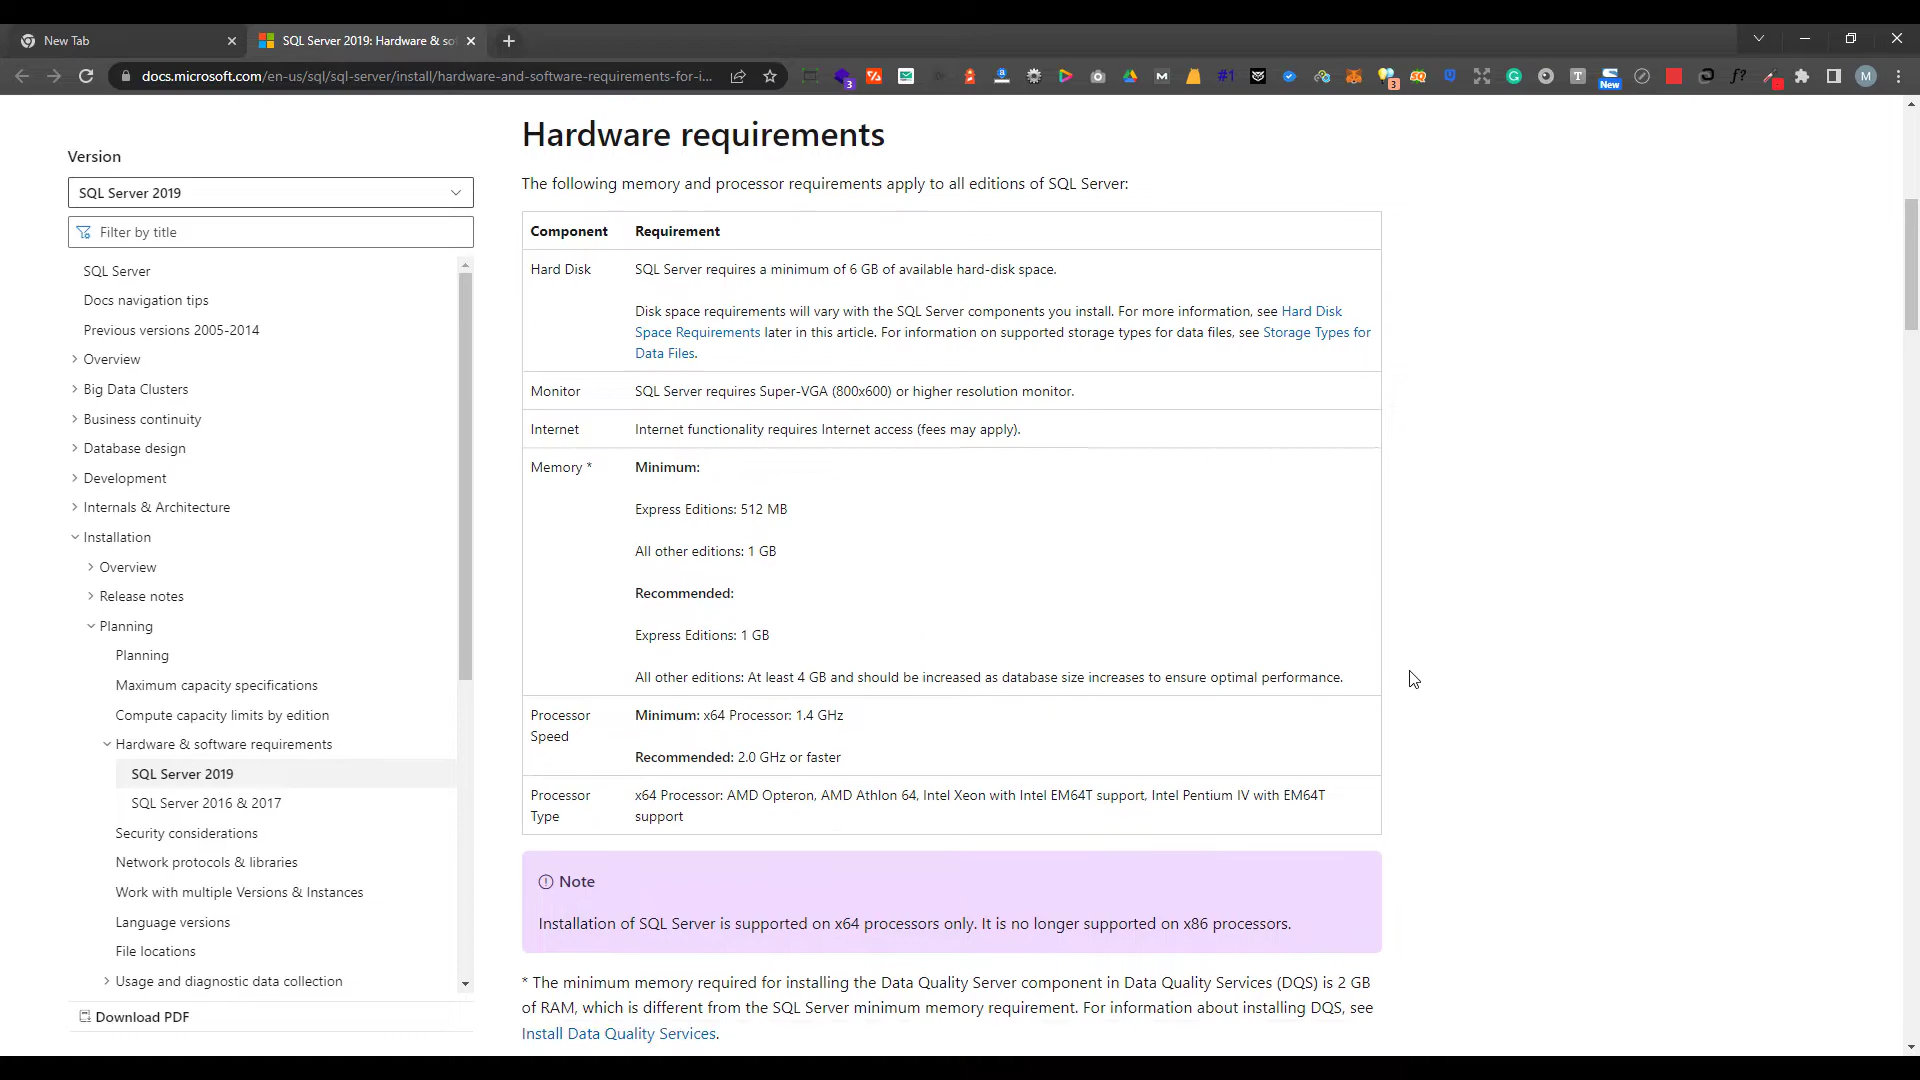 New Tab
SQL Server 2019: Hardware & so
docs.microsoft.com/en-us/sql/sql-server/install/hardware-and-software-requirements-for-i...
3
#1
3
New
f?
M
Version
SQL Server 2019
Filter by title
SQL Server
Docs navigation tips
Previous versions 2005-2014
Overview
Big Data Clusters
Business continuity
Database design
Development
Internals & Architecture
Installation
Overview
Release notes
Planning
Planning
Maximum capacity specifications
Compute capacity limits by edition
Hardware & software requirements
SQL Server 2019
SQL Server 2016 & 2017
Security considerations
Network protocols & libraries
Work with multiple Versions & Instances
Language versions
File locations
Usage and diagnostic data collection
Download PDF
Hardware requirements
The following memory and processor requirements apply to all editions of SQL Server:
Component Requirement
Hard Disk SQL Server requires a minimum of 6 GB of available hard-disk space.
Disk space requirements will vary with the SQL Server components you install. For more information, see Hard Disk
Space Requirements later in this article. For information on supported storage types for data files, see Storage Types for
Data Files.
Monitor SQL Server requires Super-VGA (800x600) or higher resolution monitor.
Internet Internet functionality requires Internet access (fees may apply).
Memory * Minimum:
Express Editions: 512 MB
All other editions: 1 GB
Recommended:
Express Editions: 1 GB
All other editions: At least 4 GB and should be increased as database size increases to ensure optimal performance.
Processor Minimum: x64 Processor: 1.4 GHz
Speed
Recommended: 2.0 GHz or faster
Processor x64 Processor: AMD Opteron, AMD Athlon 64, Intel Xeon with Intel EM64T support, Intel Pentium IV with EM64T
Type support
Note
Installation of SQL Server is supported on x64 processors only. It is no longer supported on x86 processors.
* The minimum memory required for installing the Data Quality Server component in Data Quality Services (DQS) is 2 GB
of RAM, which is different from the SQL Server minimum memory requirement. For information about installing DQS, see
Install Data Quality Services.